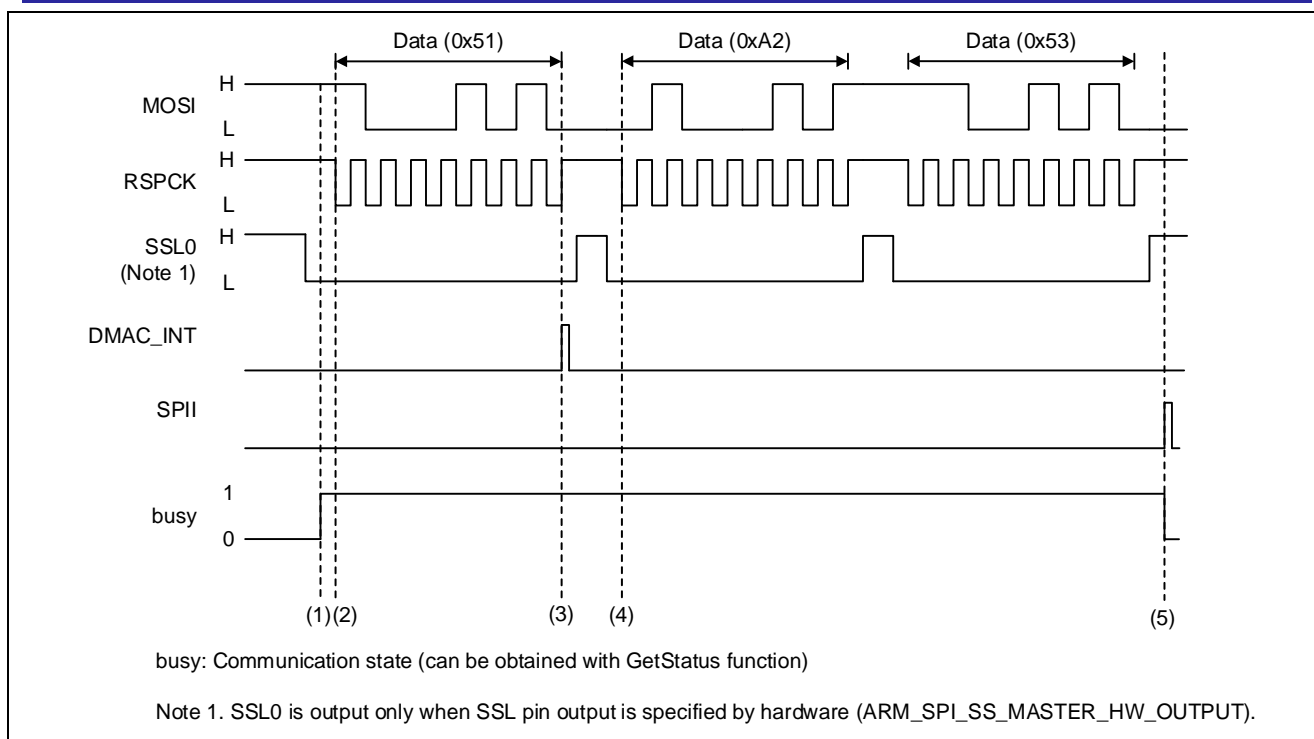 Data (0x51)
Data (0xA2)
Data (0x53)
H
MOSI
L
H
RSPCK
L
H
SSL0
(Note 1)
L
DMAC_INT
SPII
1
busy
0
(1)
(2)
(3)
(4)
(5)
busy: Communication state (can be obtained with GetStatus function)
Note 1. SSL0 is output only when SSL pin output is specified by hardware (ARM_SPI_SS_MASTER_HW_OUTPUT).